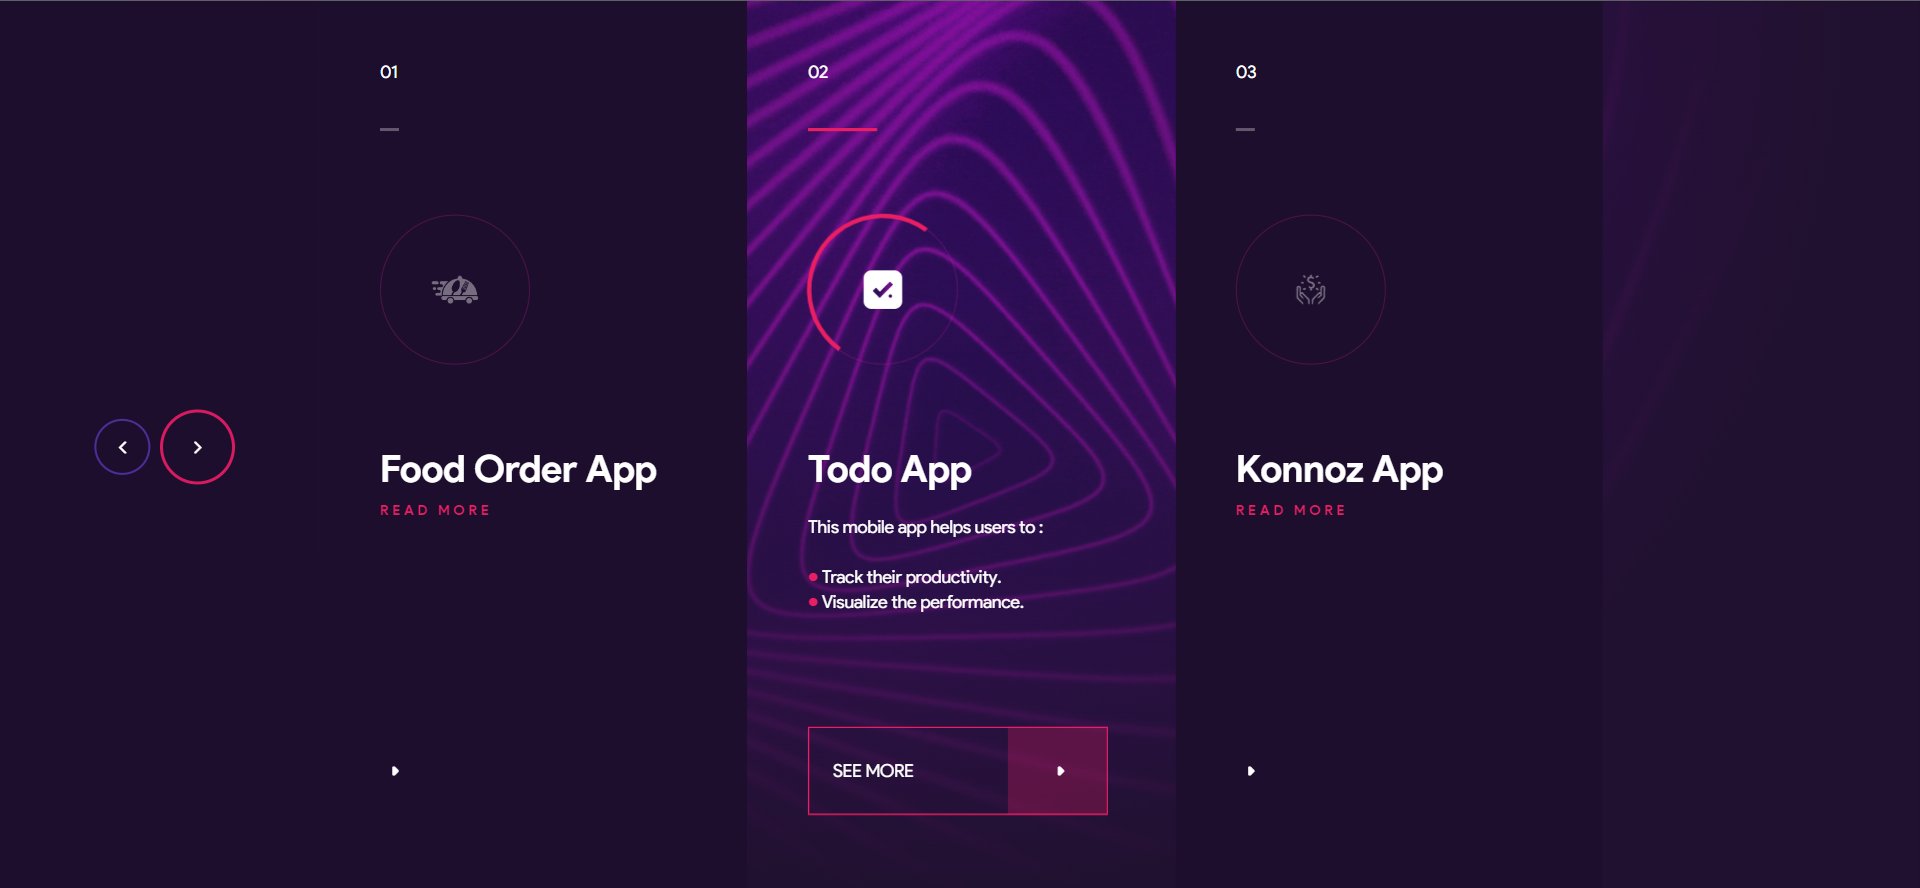 01
Food Order App
READ MORE
02
Todo App
This mobile app helps users to :
Track their productivity.
Visualize the performance.
SEE MORE
03
Konnoz App
READ MORE